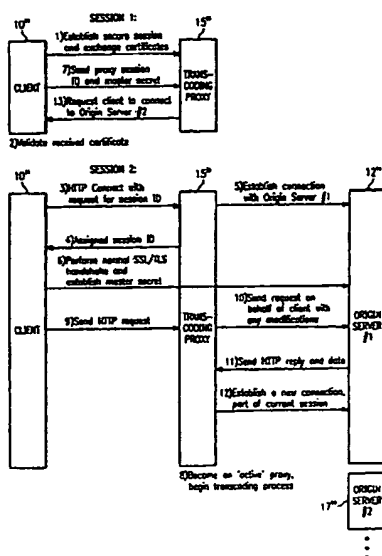 SESSION 1:
10"
15"
1)Establish secure session
and exchange certificates
7)Send proxy session
ID and master secret
13)Request client to connect
to Origin Server #2
CLIENT
TRANS-
CODING
PROXY
2)Validate received certificate
SESSION 2:
10"
15"
12"
3)HTTP Connect with
request for session ID
5)Establish connection
with Origin Server #1
4)Assigned session ID
6)Perform normal SSL/TLS
handshake and
establish master secret
10)Send request on
behalf of client with
any modifications
9)Send HTTP request
CLIENT
TRANS-
CODING
PROXY
ORIGIN
SERVER
#1
11)Send HTTP reply and data
12)Establish a new connection,
part of current session
8)Become an "active" proxy,
begin transcoding process
17"
ORIGIN
SERVER
#2